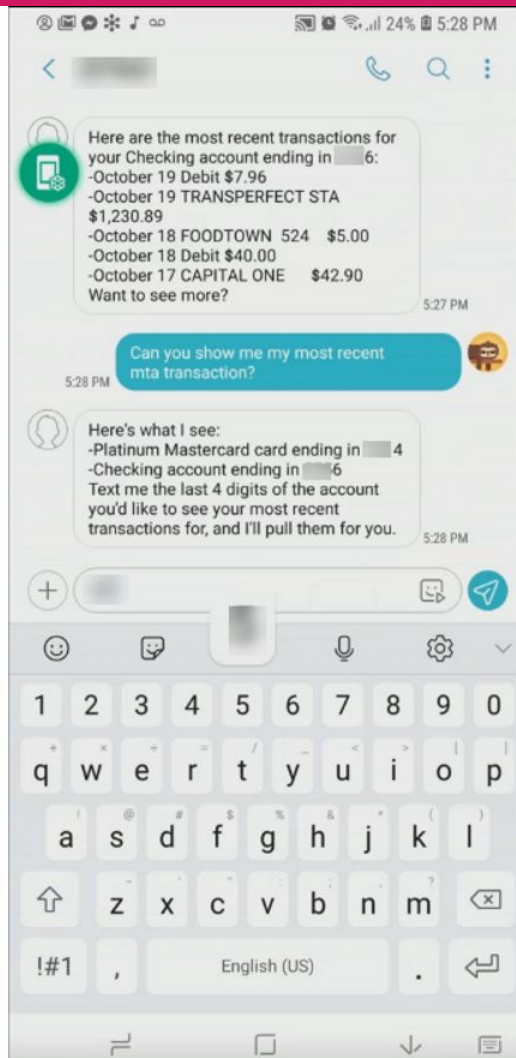 24% 5:28 PM
Here are the most recent transactions for
your Checking account ending in 6:
-October 19 Debit $7.96
-October 19 TRANSPERFECT STA
$1,230.89
-October 18 FOODTOWN 524 $5.00
-October 18 Debit $40.00
-October 17 CAPITAL ONE $42.90
Want to see more?
5:27 PM
Can you show me my most recent
mta transaction?
5:28 PM
Here's what I see:
-Platinum Mastercard card ending in 4
-Checking account ending in 6
Text me the last 4 digits of the account
you'd like to see your most recent
transactions for, and I'll pull them for you.
5:28 PM
1 2 3 4 5 6 7 8 9 0
+ × ÷ = / _ < > [ ]
q w e r t y u i o p
! @ # $ % & * ( )
a s d f g h j k l
z x c v b n m
!#1 , English (US) .